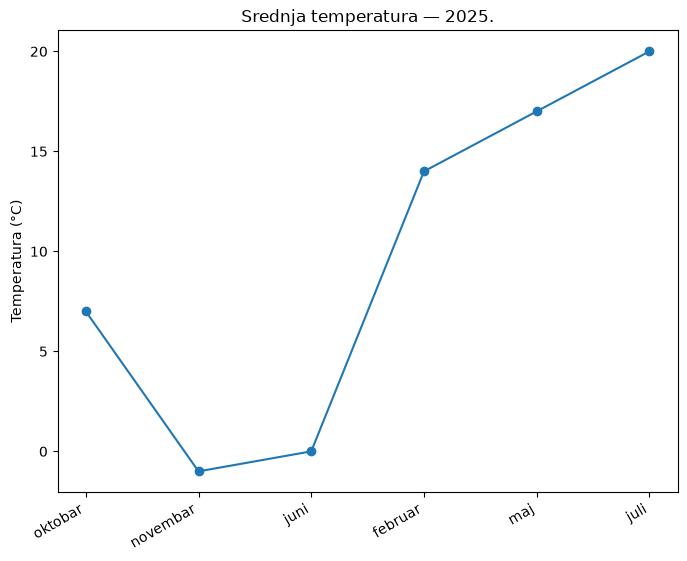 Srednja temperatura — 2025.
Temperatura (°C)
20
15
10
5
0
oktobar
novembar
juni
februar
maj
juli